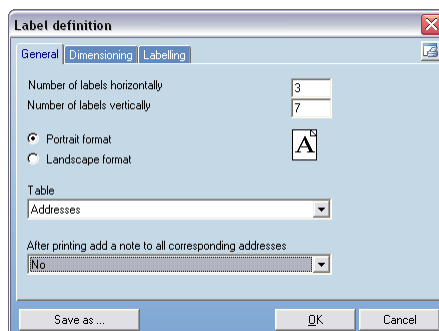 Label definition
General Dimensioning Labelling
Number of labels horizontally 3
Number of labels vertically 7
Portrait format
A
Landscape format
Table
Addresses
After printing add a note to all corresponding addresses
No
Save as ... OK Cancel